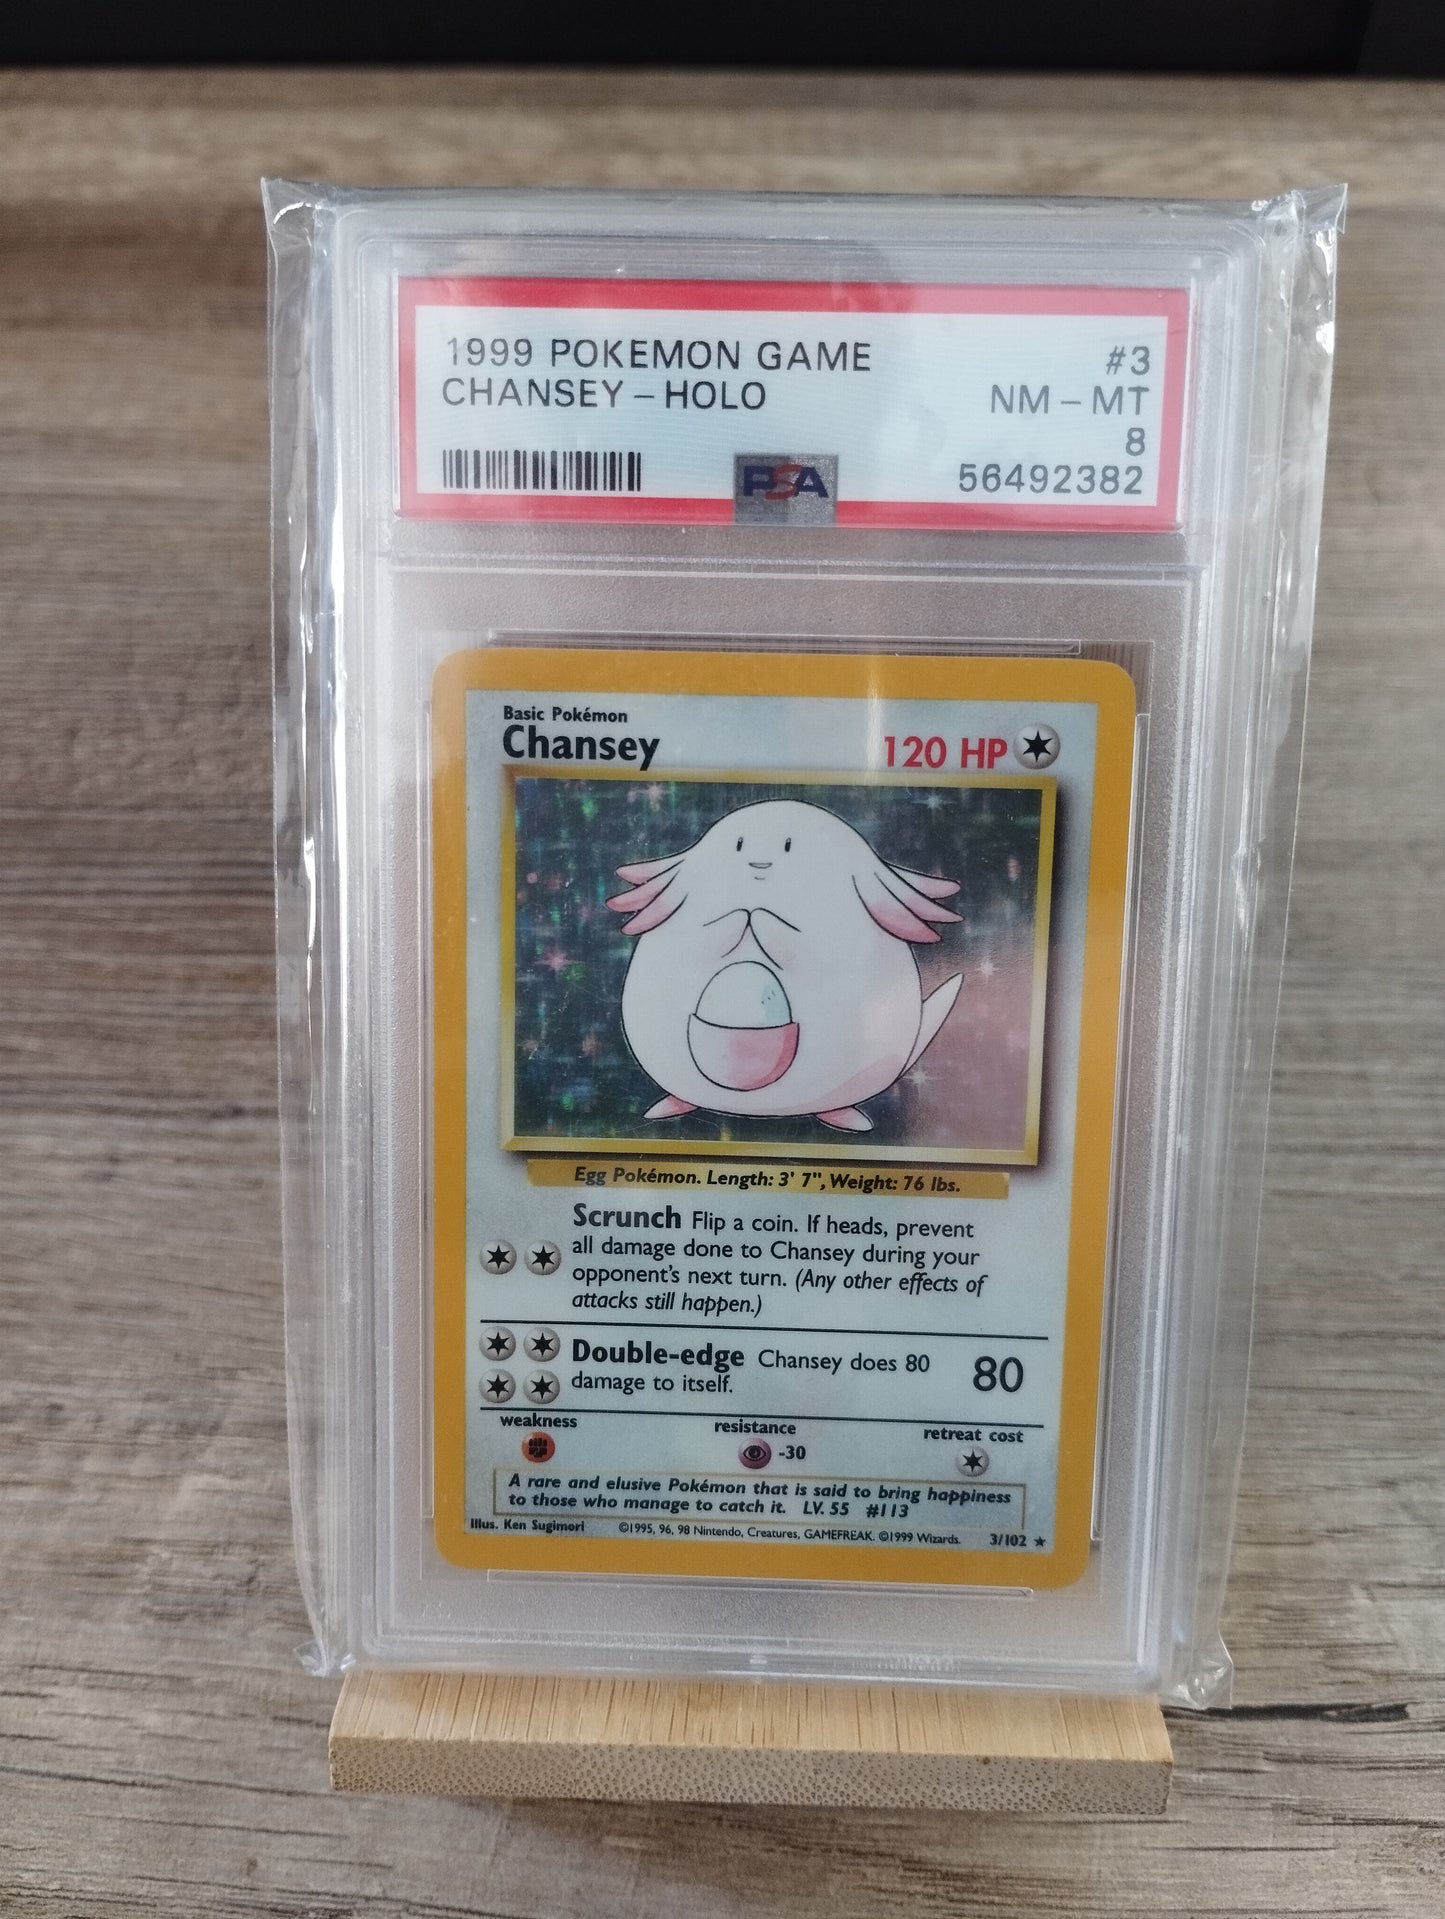 1999 POKEMON GAME #3
CHANSEY – HOLO NM – MT
8
PSA 56492382
Basic Pokémon
Chansey 120 HP
Egg Pokémon. Length: 3' 7", Weight: 76 lbs.
Scrunch Flip a coin. If heads, prevent
all damage done to Chansey during your
opponent's next turn. (Any other effects of
attacks still happen.)
Double-edge Chansey does 80 80
damage to itself.
weakness resistance retreat cost
-30
A rare and elusive Pokémon that is said to bring happiness
to those who manage to catch it. LV. 55 #113
Illus. Ken Sugimori ©1995, 96, 98 Nintendo, Creatures, GAMEFREAK. ©1999 Wizards. 3/102 ★